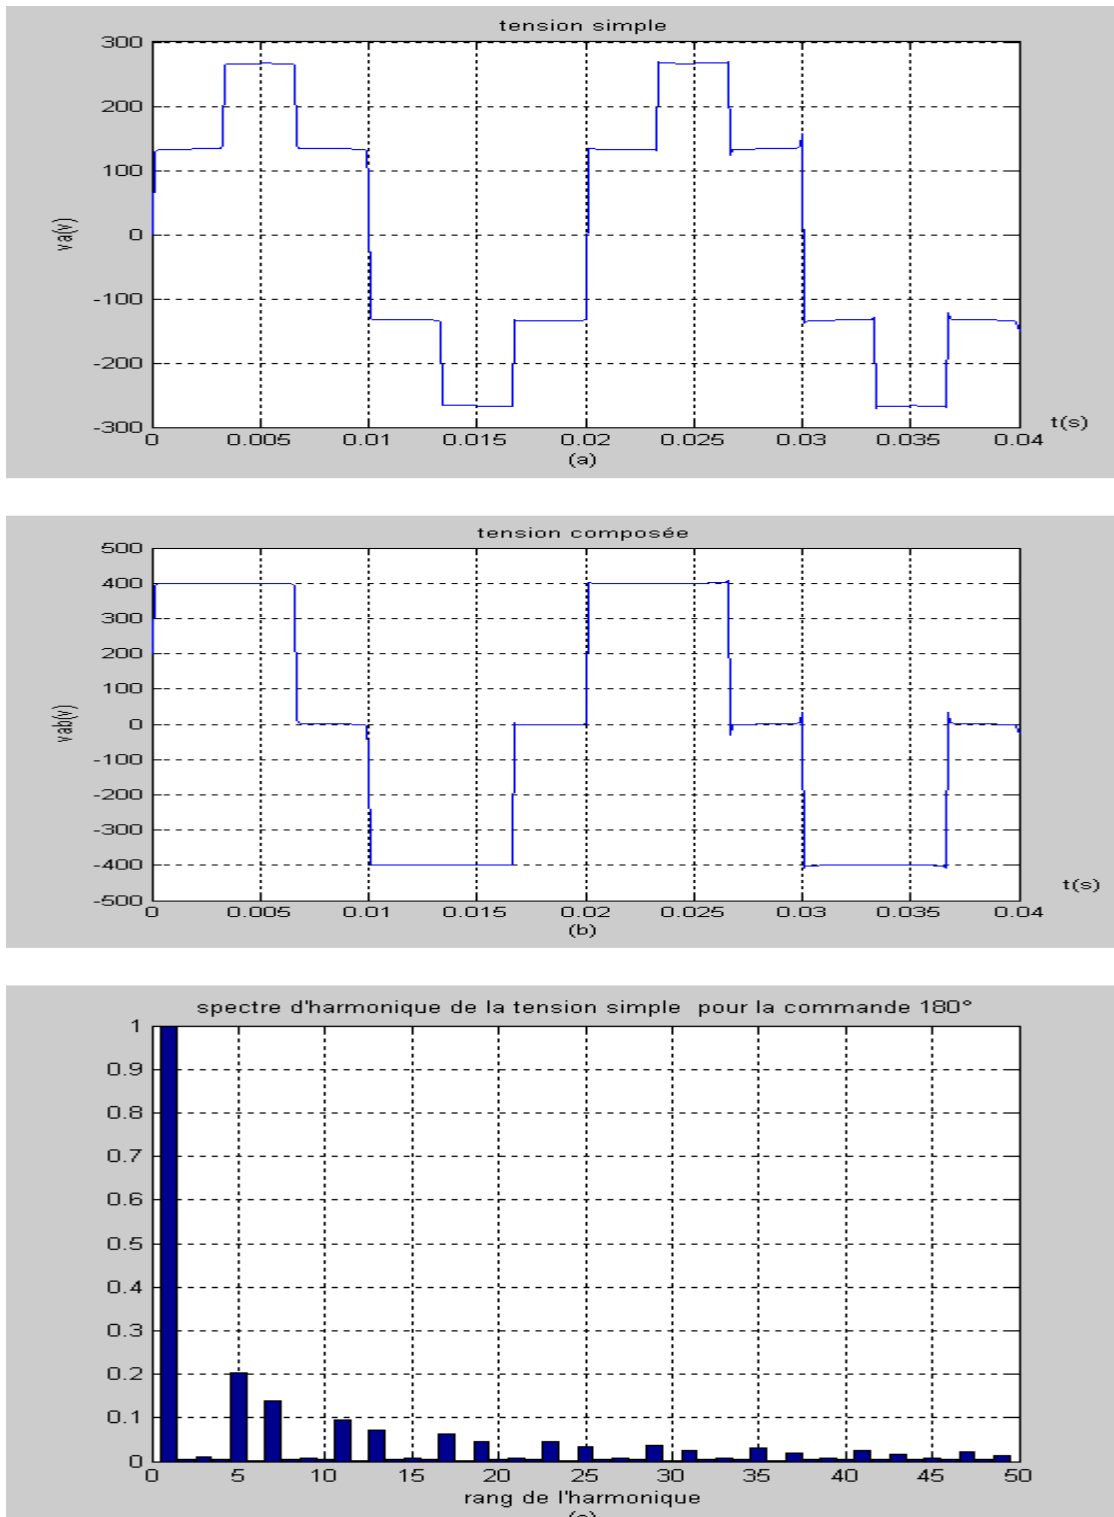 tension simple
300
200
100
0
-100
-200
-300
va(v)
0 0.005 0.01 0.015 0.02 0.025 0.03 0.035 0.04
t(s)
(a)
tension composée
500
400
300
200
100
0
-100
-200
-300
-400
-500
vab(v)
0 0.005 0.01 0.015 0.02 0.025 0.03 0.035 0.04
t(s)
(b)
spectre d'harmonique de la tension simple pour la commande 180°
1
0.9
0.8
0.7
0.6
0.5
0.4
0.3
0.2
0.1
0
0 5 10 15 20 25 30 35 40 45 50
rang de l'harmonique